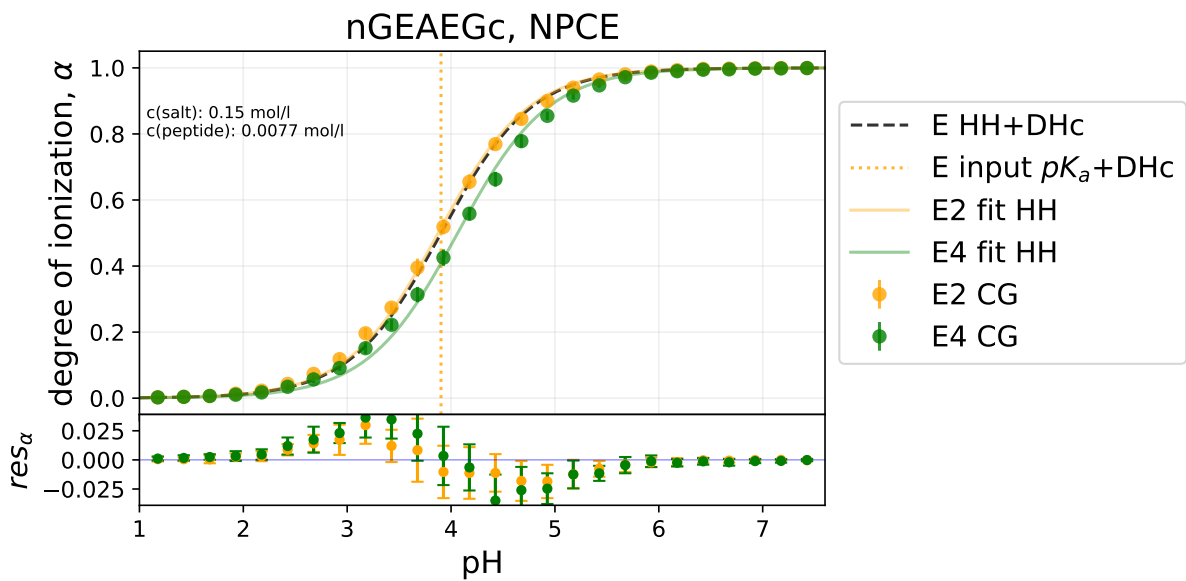 nGEAEGc, NPCE
degree of ionization, α
1.0
0.8
0.6
0.4
0.2
0.0
c(salt): 0.15 mol/l
c(peptide): 0.0077 mol/l
E HH+DHc
E input pKₐ+DHc
E2 fit HH
E4 fit HH
E2 CG
E4 CG
res_α
0.025
0.000
−0.025
1 2 3 4 5 6 7
pH